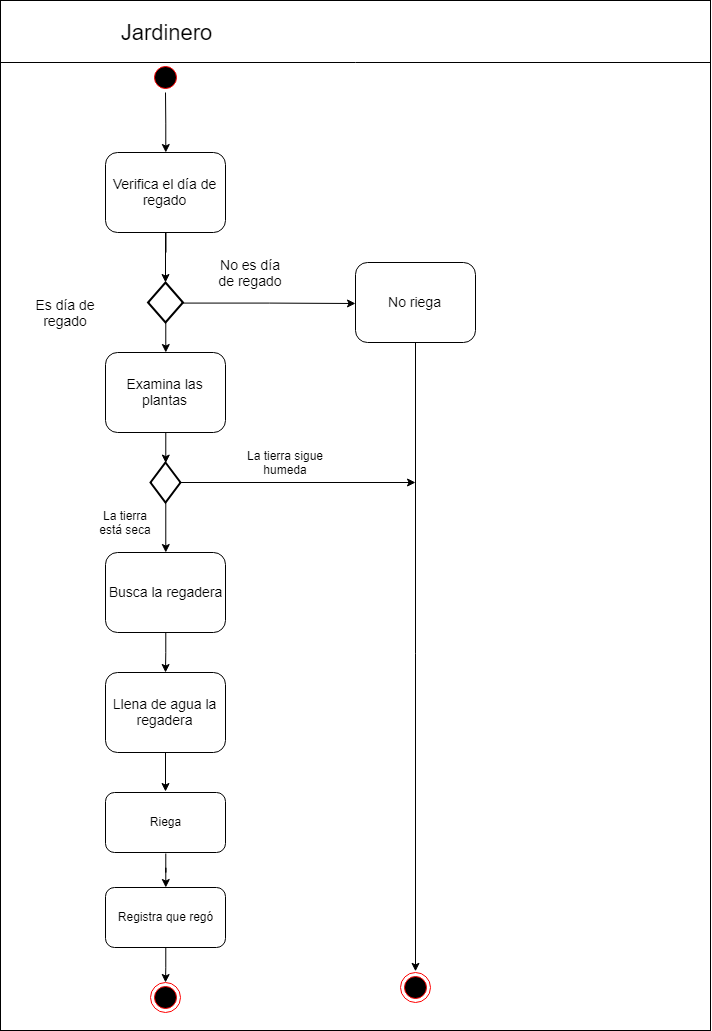 Jardinero
Verifica el día de
regado
No es día
de regado
No riega
Es día de
regado
Examina las
plantas
La tierra sigue
humeda
La tierra
está seca
Busca la regadera
Llena de agua la
regadera
Riega
Registra que regó